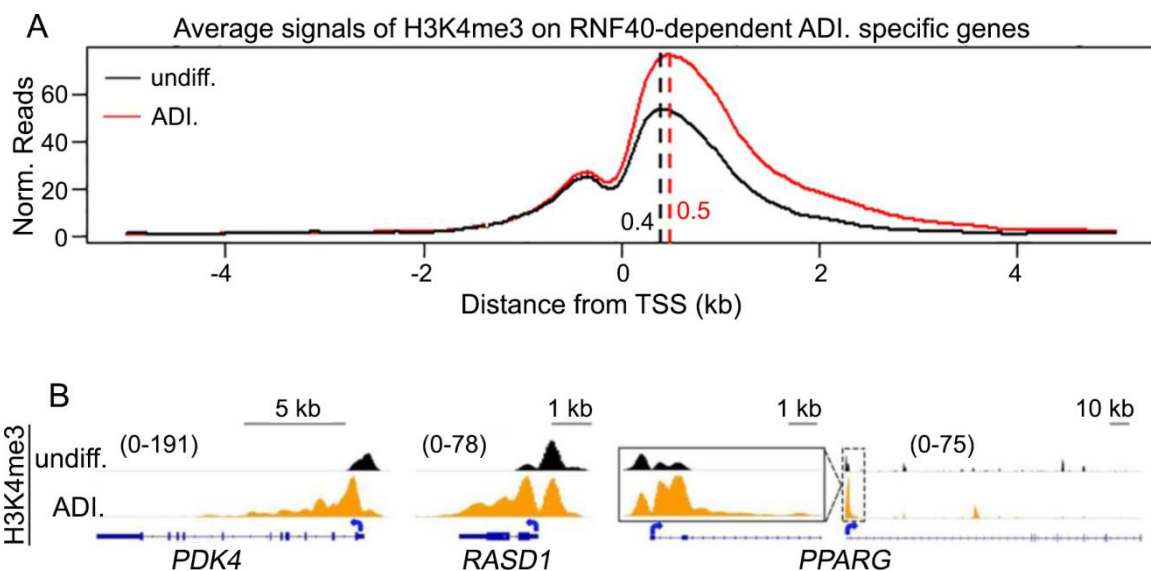 A
Average signals of H3K4me3 on RNF40-dependent ADI. specific genes
Norm. Reads
60
40
20
0
undiff.
ADI.
0.4
0.5
-4
-2
0
2
4
Distance from TSS (kb)
B
5 kb
1 kb
1 kb
10 kb
H3K4me3
undiff.
ADI.
(0-191)
(0-78)
(0-75)
PDK4
RASD1
PPARG